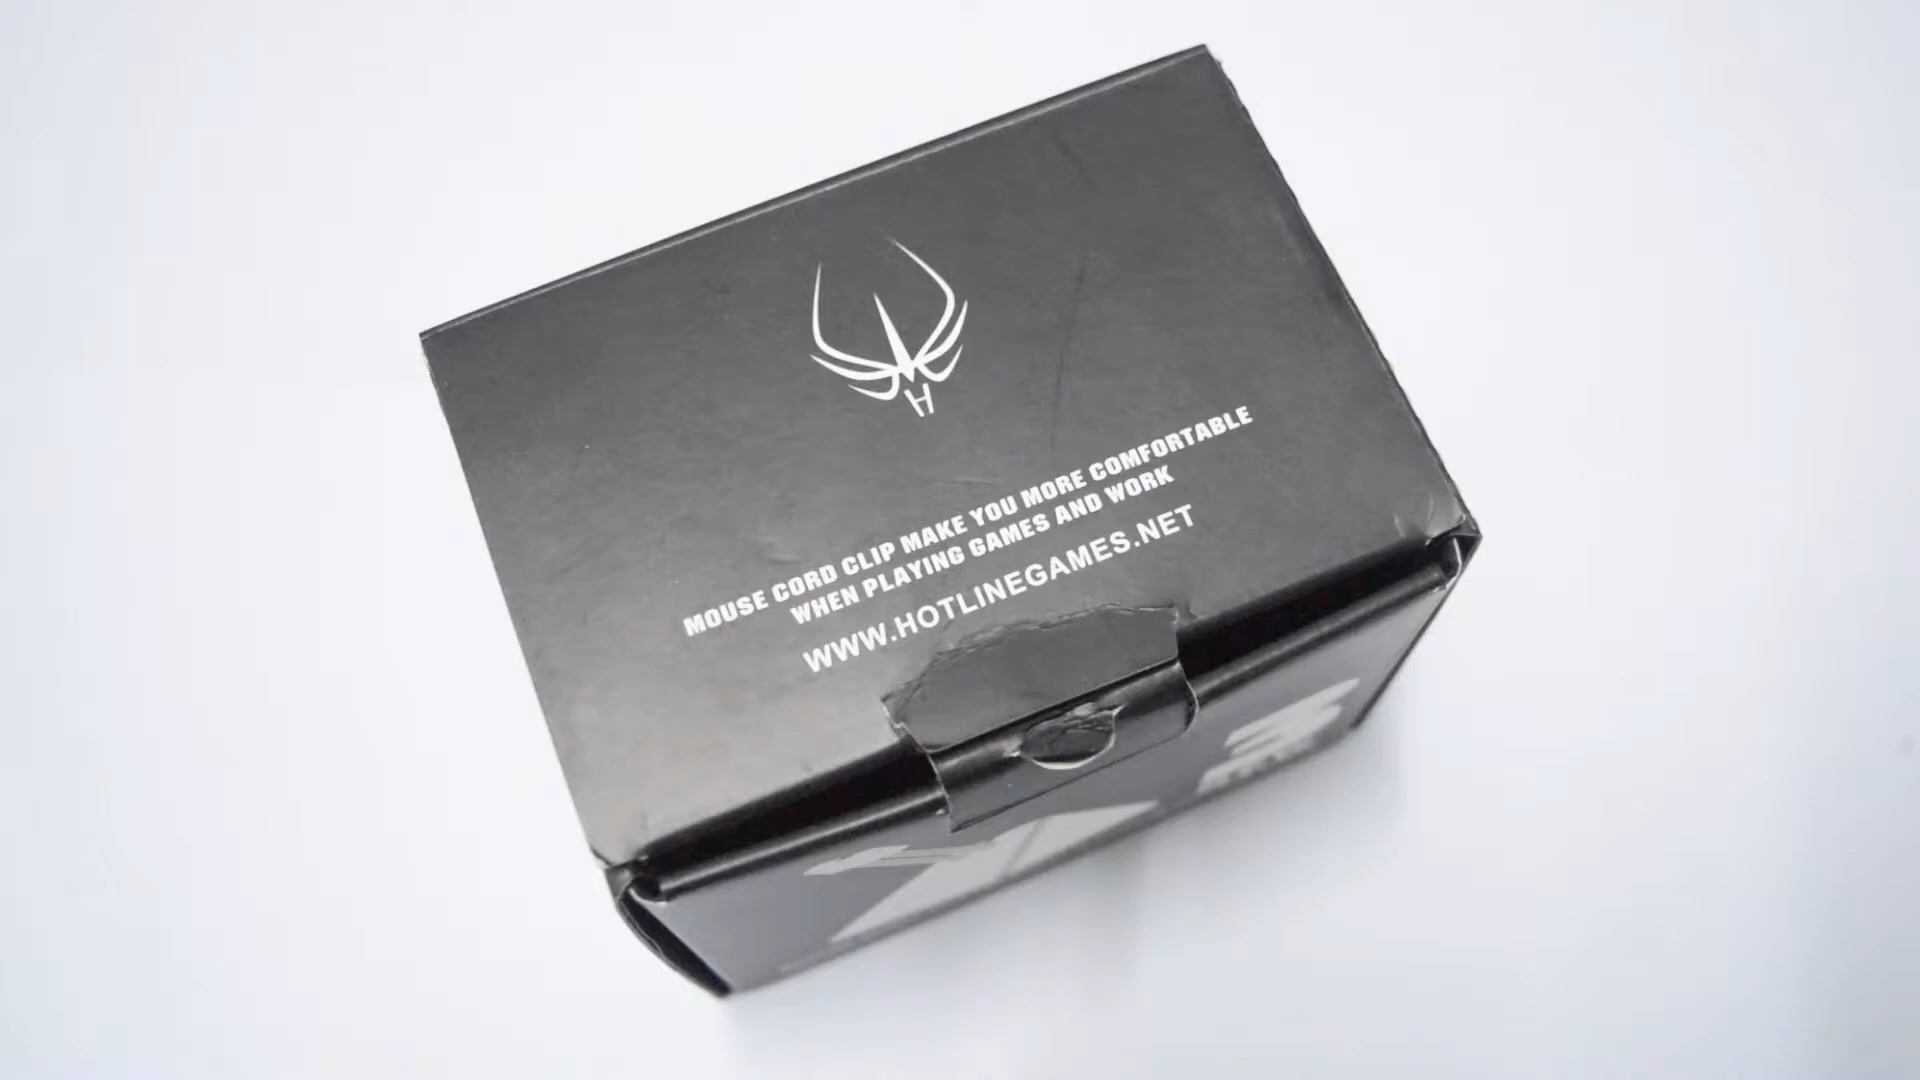 H
MOUSE CORD CLIP MAKE YOU MORE COMFORTABLE
WHEN PLAYING GAMES AND WORK
WWW.HOTLINEGAMES.NET